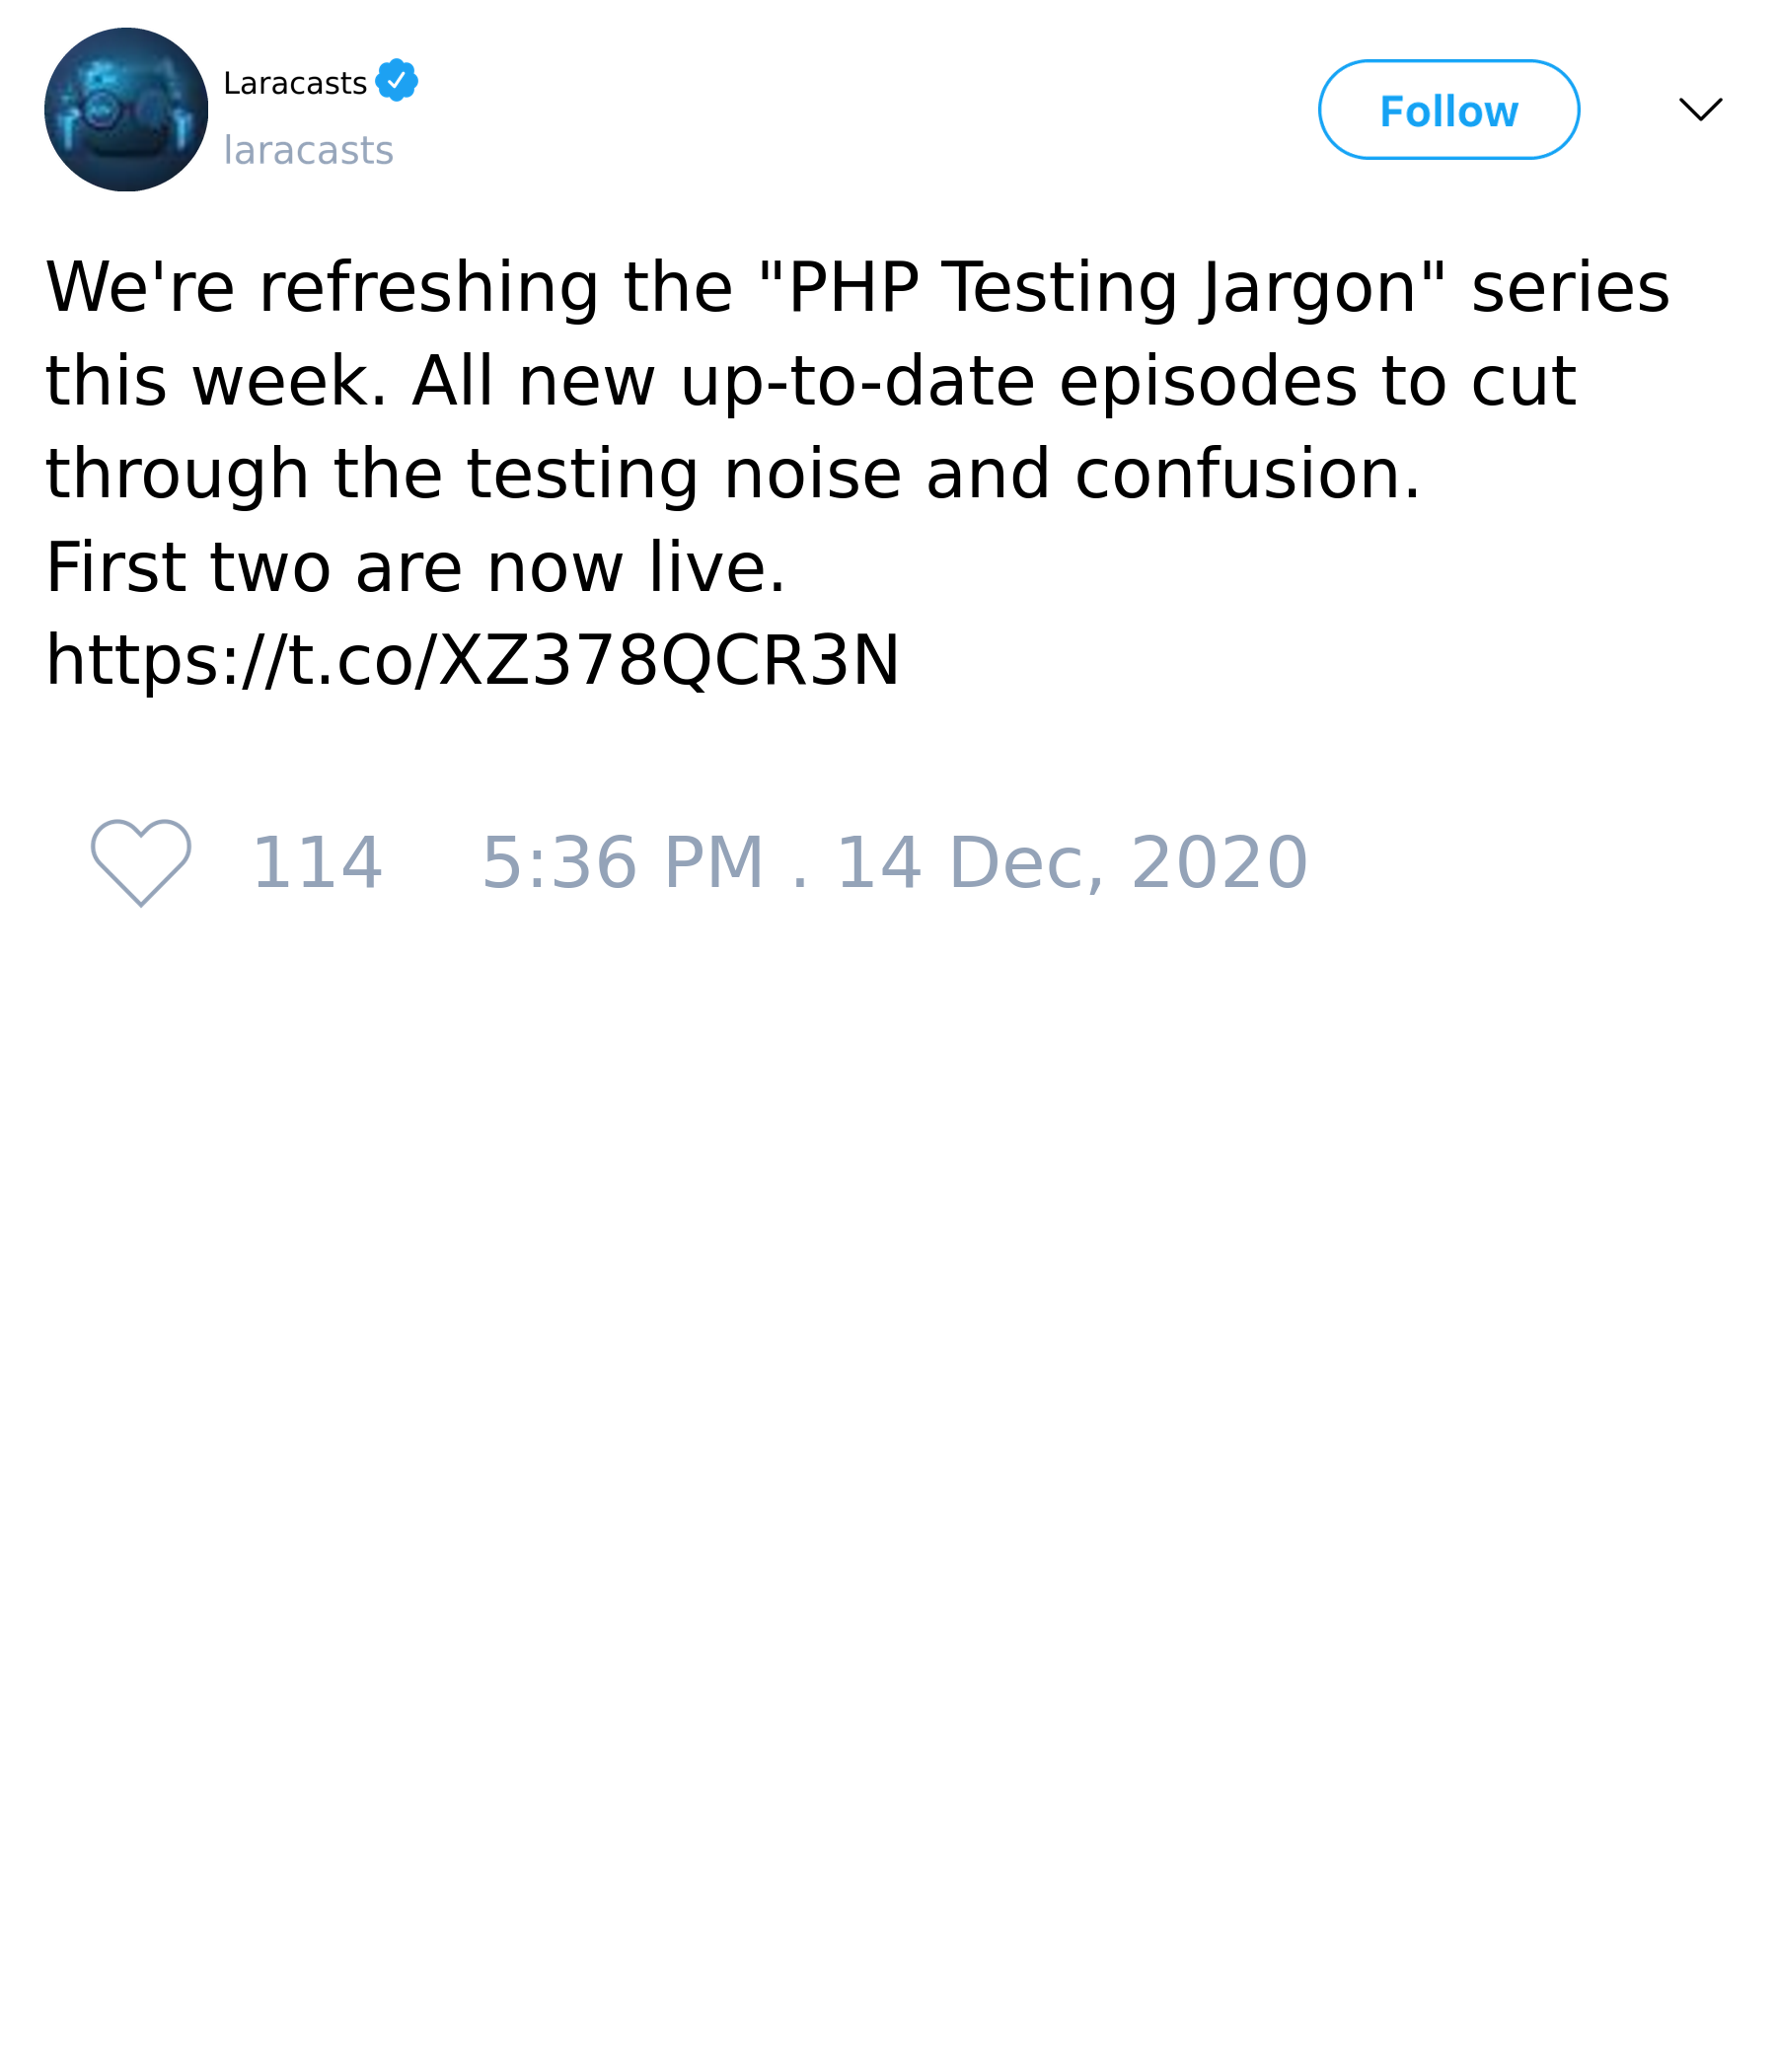 Laracasts
laracasts
Follow
We're refreshing the "PHP Testing Jargon" series
this week. All new up-to-date episodes to cut
through the testing noise and confusion.
First two are now live.
https://t.co/XZ378QCR3N
114 5:36 PM . 14 Dec, 2020